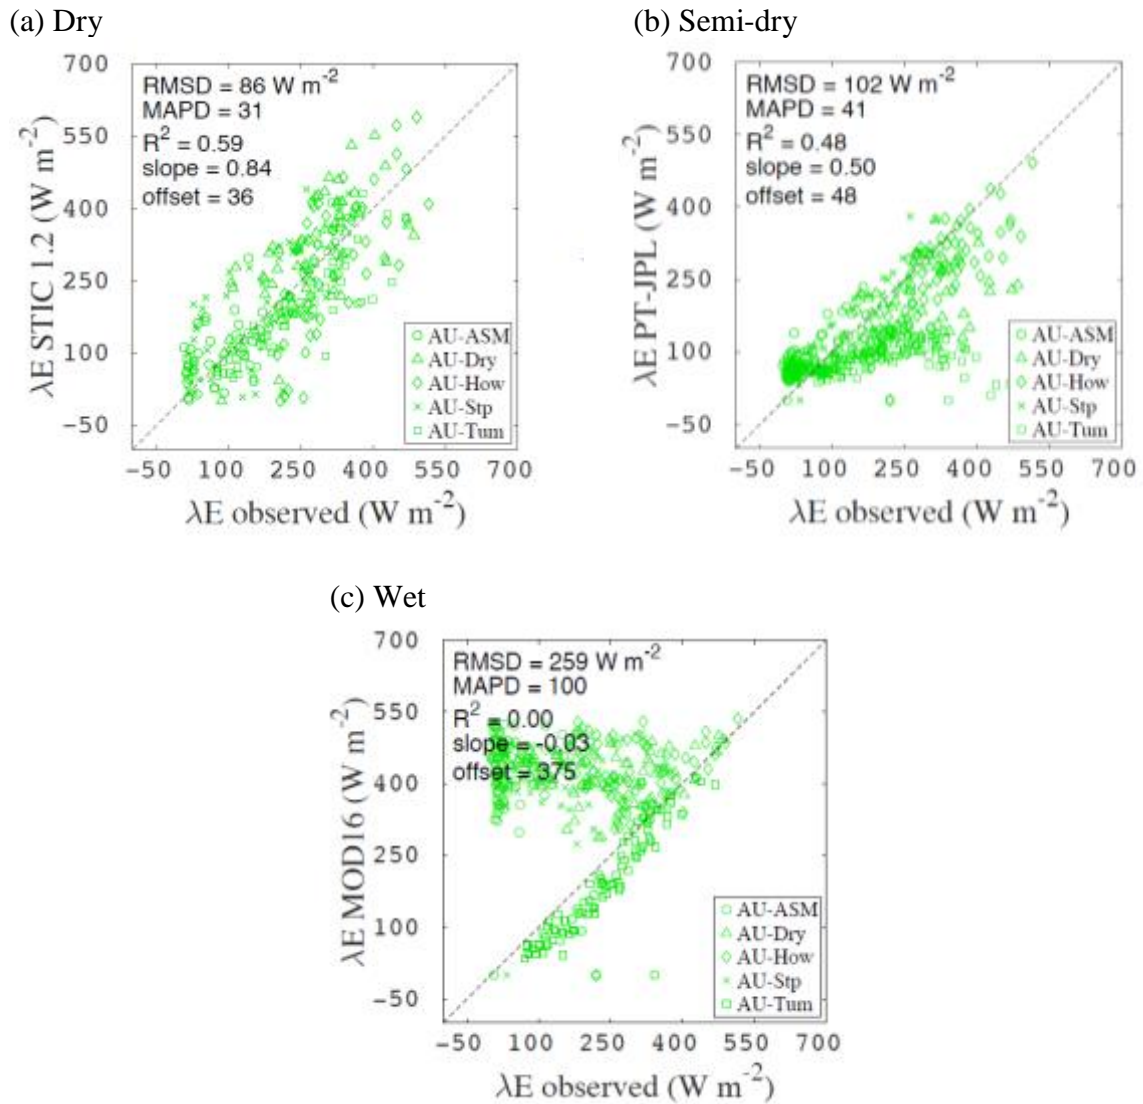 (a) Dry
700
RMSD = 86 W m-2
MAPD = 31
550
R2 = 0.59
slope = 0.84
400
offset = 36
250
100
-50
λE STIC 1.2 (W m-2)
AU-ASM
AU-Dry
AU-How
AU-Stp
AU-Tum
-50 100 250 400 550 700
λE observed (W m-2)
(b) Semi-dry
700
RMSD = 102 W m-2
MAPD = 41
550
R2 = 0.48
slope = 0.50
400
offset = 48
250
100
-50
λE PT-JPL (W m-2)
AU-ASM
AU-Dry
AU-How
AU-Stp
AU-Tum
-50 100 250 400 550 700
λE observed (W m-2)
(c) Wet
700
RMSD = 259 W m-2
MAPD = 100
550
R2 = 0.00
slope = -0.03
400
offset = 375
250
100
-50
λE MOD16 (W m-2)
AU-ASM
AU-Dry
AU-How
AU-Stp
AU-Tum
-50 100 250 400 550 700
λE observed (W m-2)